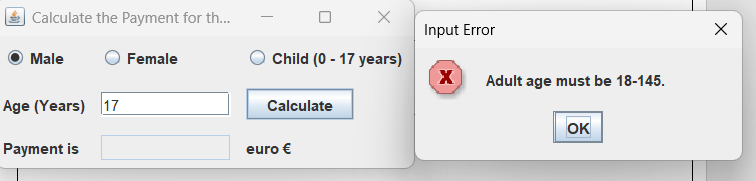 Calculate the Payment for th...
Male Female Child (0 - 17 years)
Age (Years) 17 Calculate
Payment is euro €
Input Error
X
Adult age must be 18-145.
OK